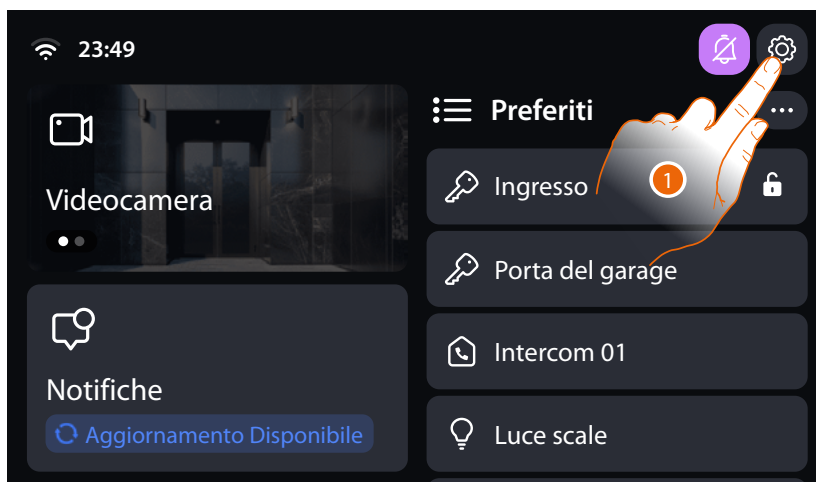 23:49
Videocamera
Notifiche
Aggiornamento Disponibile
Preferiti
Ingresso
1
Porta del garage
Intercom 01
Luce scale